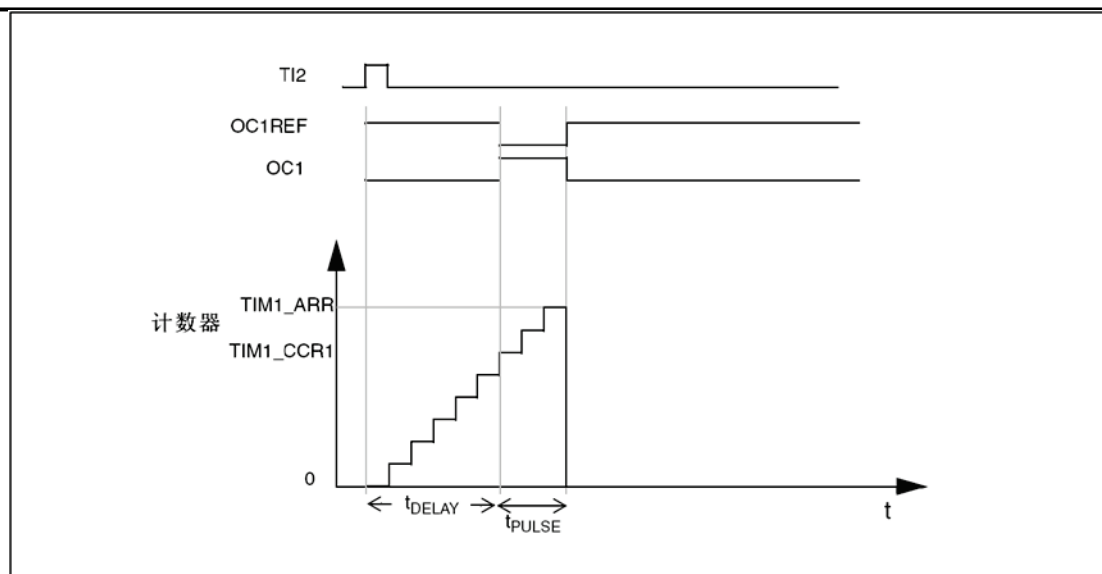 TI2
OC1REF
OC1
TIM1_ARR
计数器
TIM1_CCR1
0
tDELAY
tPULSE
t